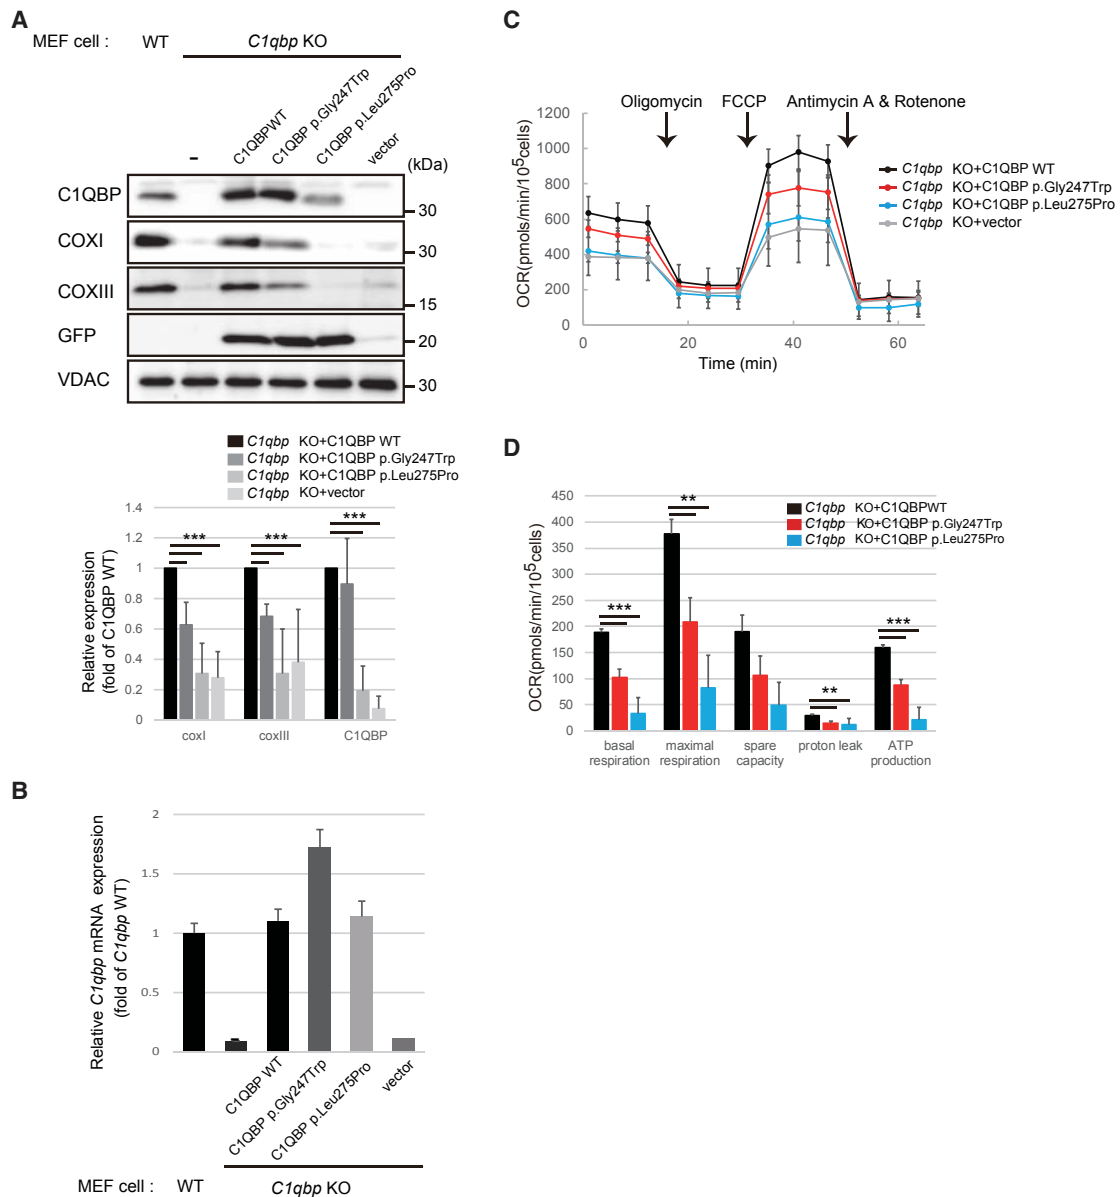 A
MEF cell : WT C1qbp KO
- C1QBPWT C1QBP p.Gly247Trp C1QBP p.Leu275Pro vector (kDa)
C1QBP 30
COXI 30
COXIII 15
GFP 20
VDAC 30
C1qbp KO+C1QBP WT
C1qbp KO+C1QBP p.Gly247Trp
C1qbp KO+C1QBP p.Leu275Pro
C1qbp KO+vector
Relative expression
(fold of C1QBP WT)
1.4
1.2
1
0.8
0.6
0.4
0.2
0
*** *** ***
coxI coxIII C1QBP
B
Relative C1qbp mRNA expression
(fold of C1qbp WT)
2
1.5
1
0.5
0
C1QBP WT C1QBP p.Gly247Trp C1QBP p.Leu275Pro vector
MEF cell : WT C1qbp KO
C
Oligomycin FCCP Antimycin A & Rotenone
OCR(pmols/min/10⁵cells)
1200
1000
800
600
400
200
0
0 20 40 60
Time (min)
C1qbp KO+C1QBP WT
C1qbp KO+C1QBP p.Gly247Trp
C1qbp KO+C1QBP p.Leu275Pro
C1qbp KO+vector
D
OCR(pmols/min/10⁵cells)
450
400
350
300
250
200
150
100
50
0
C1qbp KO+C1QBPWT
C1qbp KO+C1QBP p.Gly247Trp
C1qbp KO+C1QBP p.Leu275Pro
*** ** ** ***
basal respiration maximal respiration spare capacity proton leak ATP production